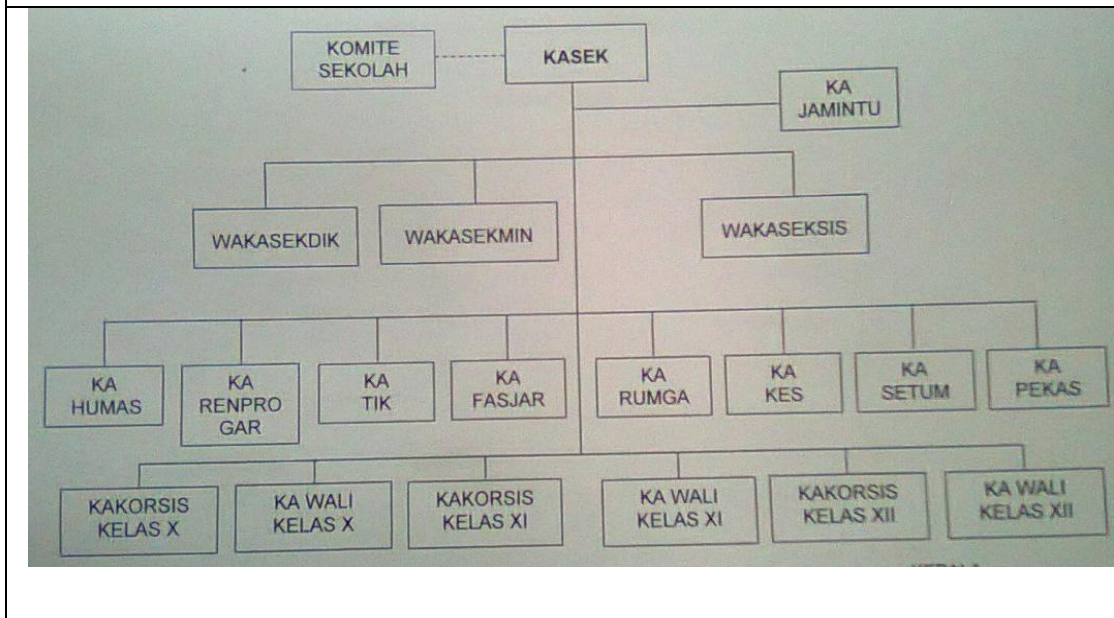 KOMITE
SEKOLAH
KASEK
KA
JAMINTU
WAKASEKDIK
WAKASEKMIN
WAKASEKSIS
KA
HUMAS
KA
RENPRO
GAR
KA
TIK
KA
FASJAR
KA
RUMGA
KA
KES
KA
SETUM
KA
PEKAS
KAKORSIS
KELAS X
KA WALI
KELAS X
KAKORSIS
KELAS XI
KA WALI
KELAS XI
KAKORSIS
KELAS XII
KA WALI
KELAS XII